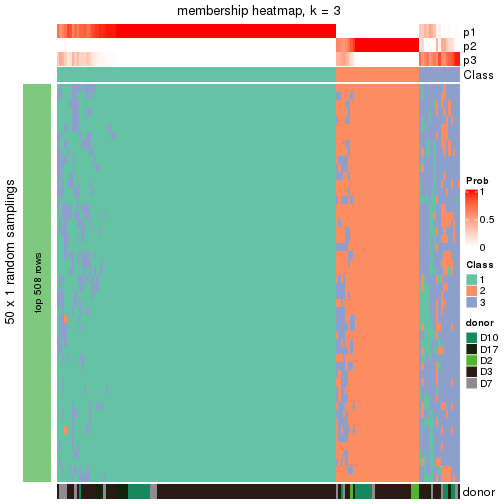 membership heatmap, k = 3
p1
p2
p3
Class
50 x 1 random samplings
top 508 rows
Prob
1
0.5
0
Class
1
2
3
donor
D10
D17
D2
D3
D7
donor